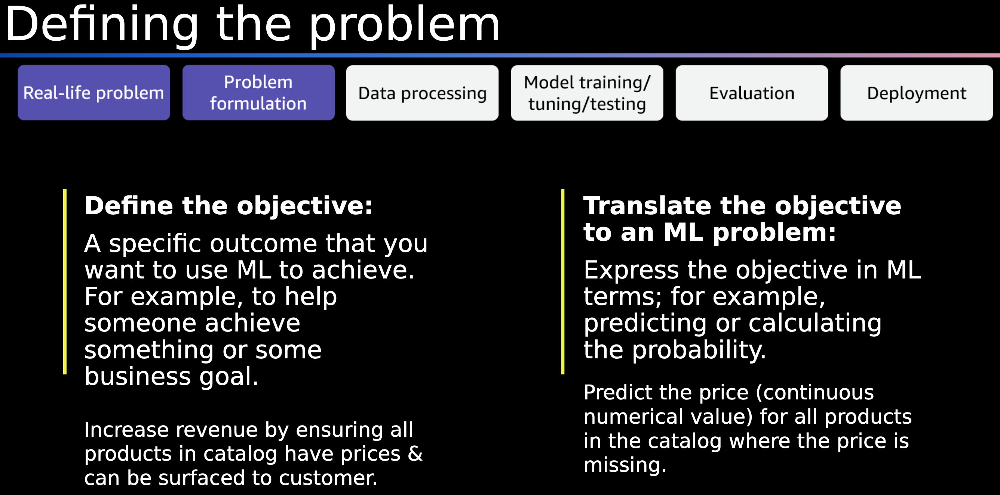 Defining the problem
Real-life problem
Problem
formulation
Data processing
Model training/
tuning/testing
Evaluation
Deployment
Define the objective:
A specific outcome that you
want to use ML to achieve.
For example, to help
someone achieve
something or some
business goal.
Increase revenue by ensuring all
products in catalog have prices &
can be surfaced to customer.
Translate the objective
to an ML problem:
Express the objective in ML
terms; for example,
predicting or calculating
the probability.
Predict the price (continuous
numerical value) for all products
in the catalog where the price is
missing.